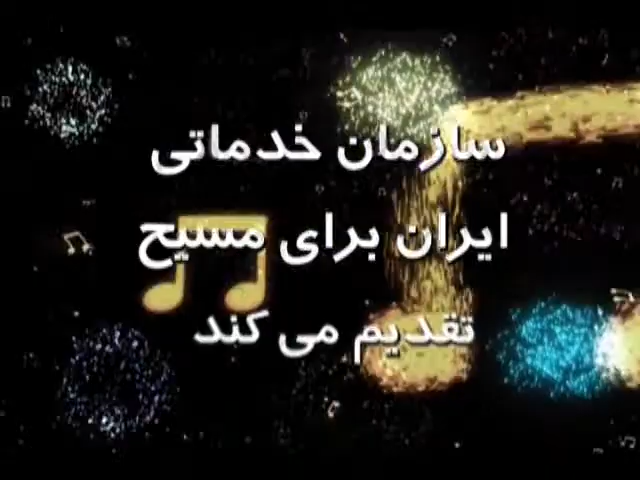 سازمان خدماتی
ایران برای مسیح
تقدیم می کند